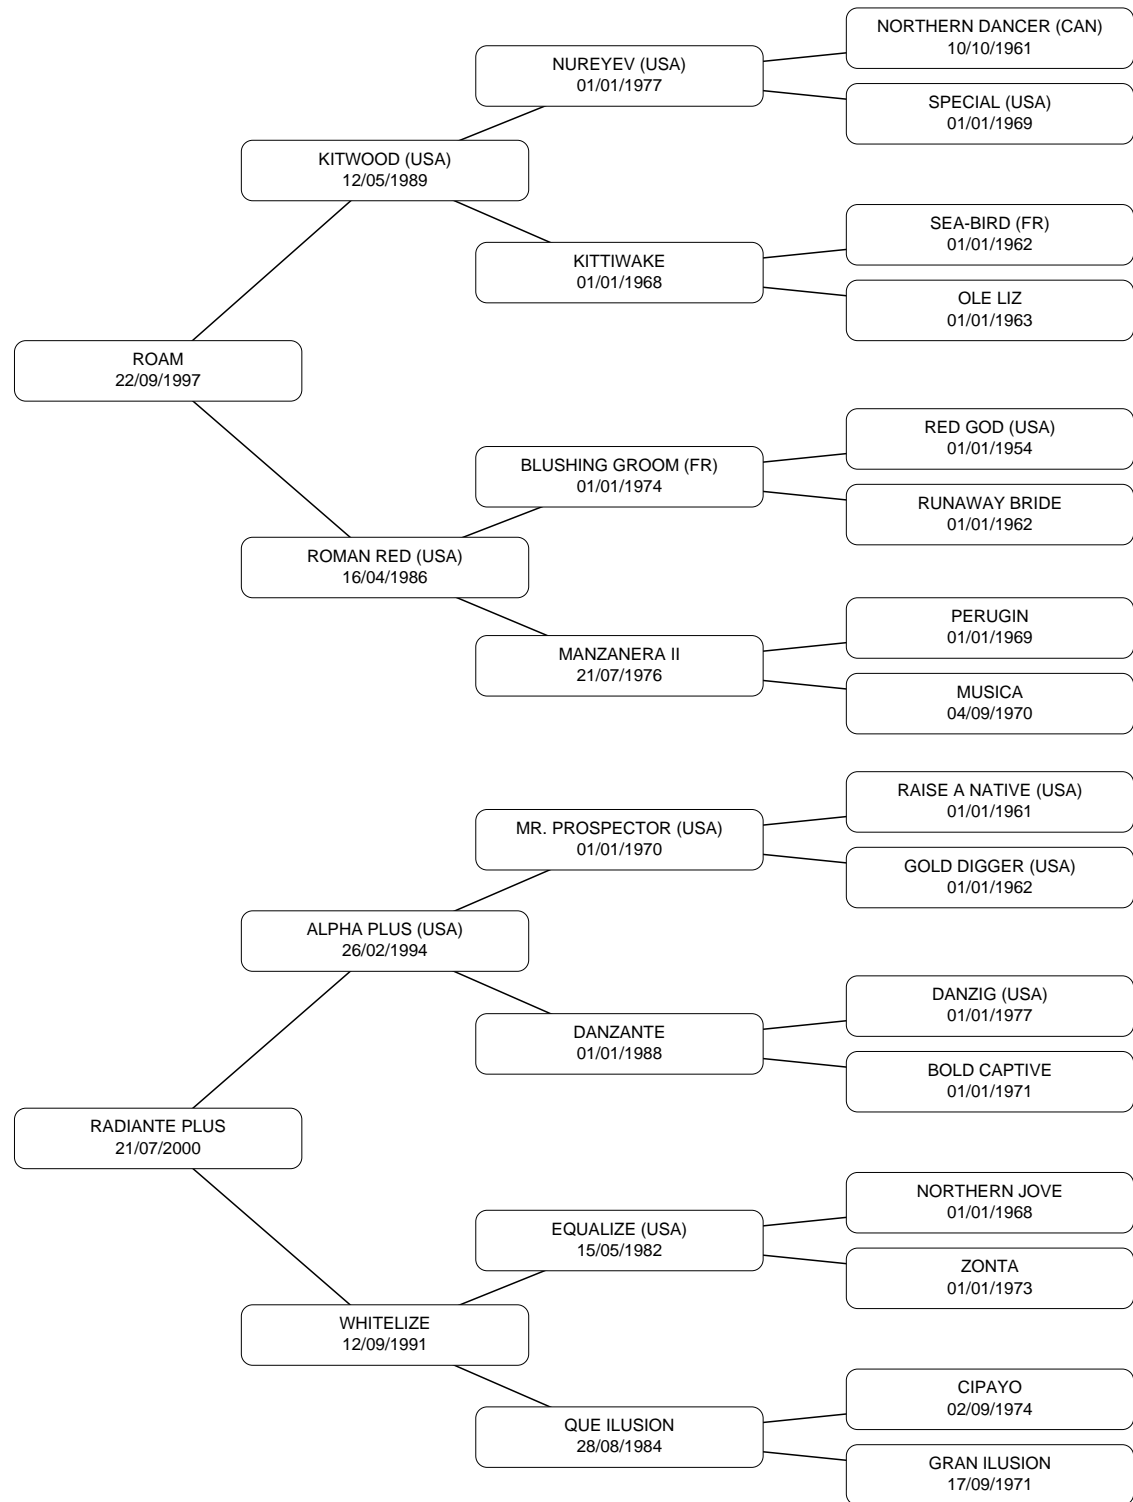 NORTHERN DANCER (CAN)
10/10/1961
NUREYEV (USA)
01/01/1977
SPECIAL (USA)
01/01/1969
KITWOOD (USA)
12/05/1989
SEA-BIRD (FR)
01/01/1962
KITTIWAKE
01/01/1968
OLE LIZ
01/01/1963
ROAM
22/09/1997
RED GOD (USA)
01/01/1954
BLUSHING GROOM (FR)
01/01/1974
RUNAWAY BRIDE
01/01/1962
ROMAN RED (USA)
16/04/1986
PERUGIN
01/01/1969
MANZANERA II
21/07/1976
MUSICA
04/09/1970
RAISE A NATIVE (USA)
01/01/1961
MR. PROSPECTOR (USA)
01/01/1970
GOLD DIGGER (USA)
01/01/1962
ALPHA PLUS (USA)
26/02/1994
DANZIG (USA)
01/01/1977
DANZANTE
01/01/1988
BOLD CAPTIVE
01/01/1971
RADIANTE PLUS
21/07/2000
NORTHERN JOVE
01/01/1968
EQUALIZE (USA)
15/05/1982
ZONTA
01/01/1973
WHITELIZE
12/09/1991
CIPAYO
02/09/1974
QUE ILUSION
28/08/1984
GRAN ILUSION
17/09/1971